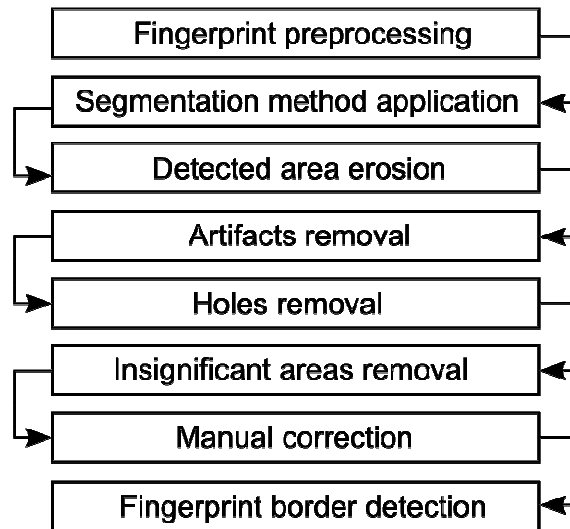 Fingerprint preprocessing
Segmentation method application
Detected area erosion
Artifacts removal
Holes removal
Insignificant areas removal
Manual correction
Fingerprint border detection